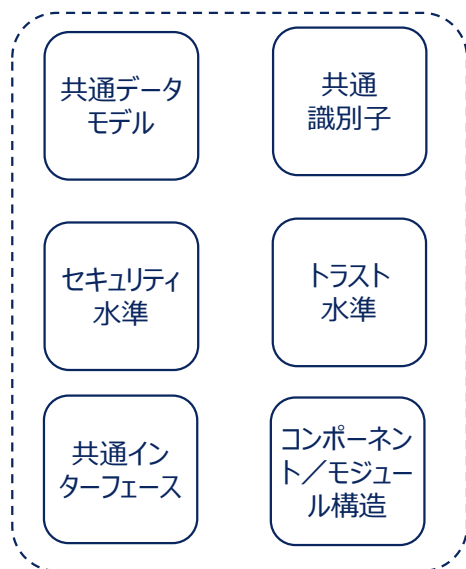 共通データ
モデル
共通
識別子
セキュリティ
水準
トラスト
水準
共通イン
ターフェース
コンポーネン
ト／モジュー
ル構造